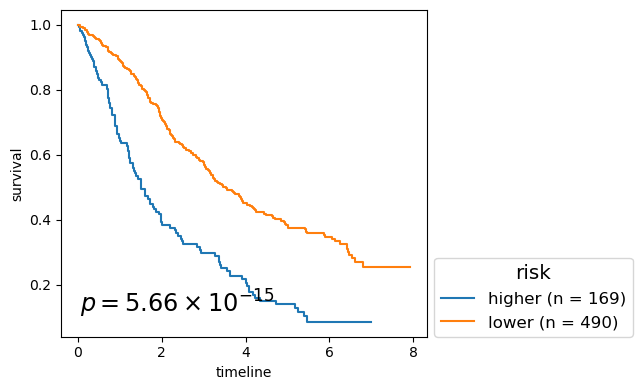 1.0
0.8
0.6
0.4
0.2
survival
p = 5.66 × 10⁻¹⁵
0 2 4 6 8
timeline
risk
higher (n = 169)
lower (n = 490)